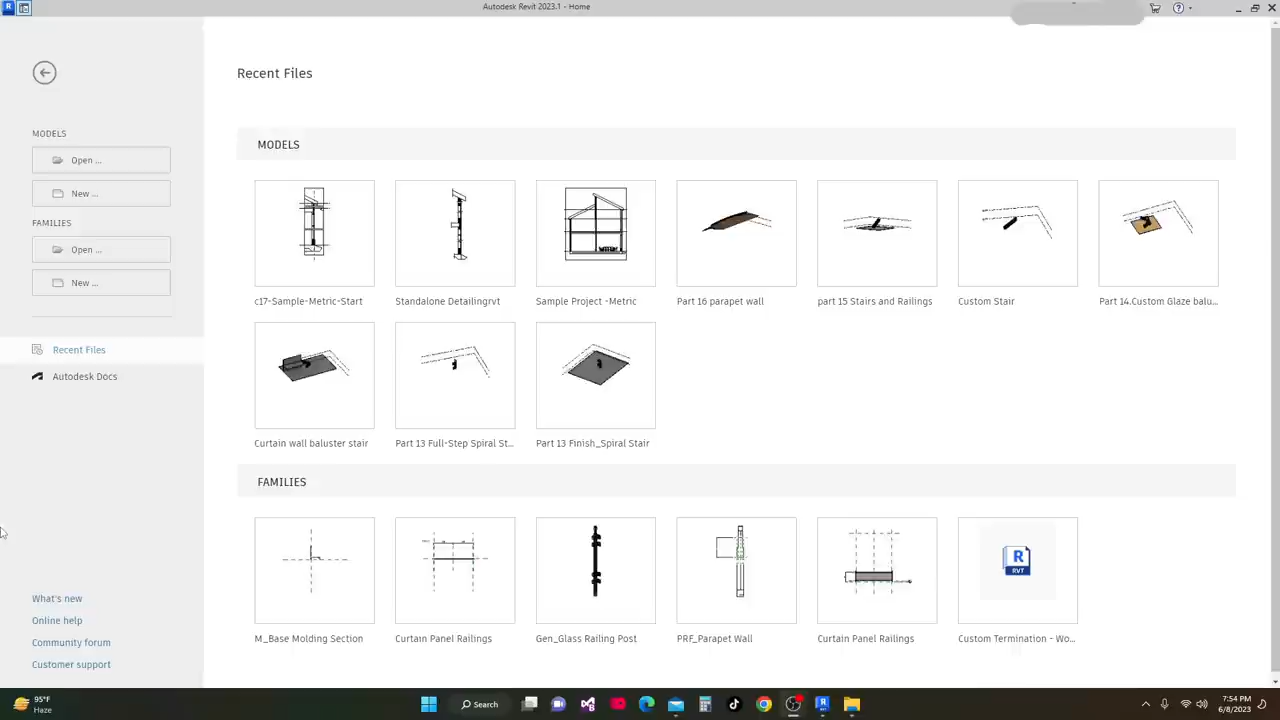 Autodesk Revit 2023.1 - Home
Recent Files
MODELS
Open ...
New ...
FAMILIES
Open ...
New ...
Recent Files
Autodesk Docs
What's new
Online help
Community forum
Customer support
MODELS
c17-Sample-Metric-Start
Standalone Detailingrvt
Sample Project -Metric
Part 16 parapet wall
part 15 Stairs and Railings
Custom Stair
Part 14.Custom Glaze balu...
Curtain wall baluster stair
Part 13 Full-Step Spiral St...
Part 13 Finish_Spiral Stair
FAMILIES
R
RVT
M_Base Molding Section
Curtain Panel Railings
Gen_Glass Railing Post
PRF_Parapet Wall
Curtain Panel Railings
Custom Termination - Wo...
95°F
Haze
Search
7:54 PM
6/8/2023